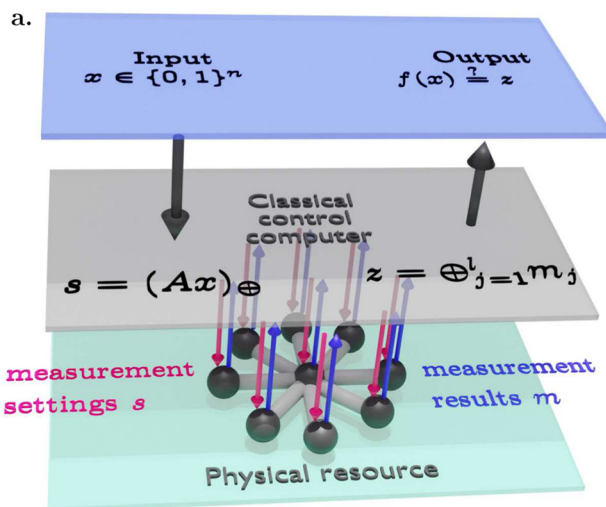 a.
Input
x ∈ {0, 1}ⁿ
Output
f(x) ≟ z
Classical
control
computer
s = (Ax)⊕
z = ⊕ˡⱼ₌₁mⱼ
measurement
settings s
measurement
results m
Physical resource